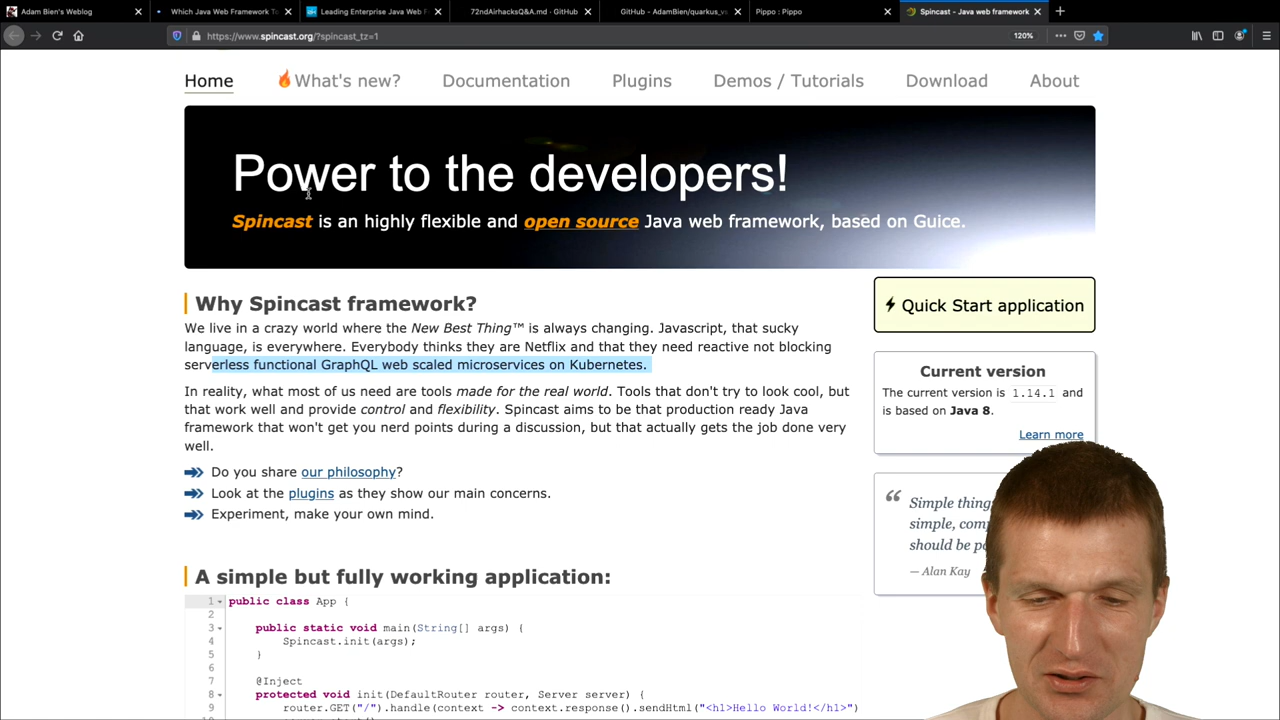 Adam Bien's Weblog
Which Java Web Framework To
Leading Enterprise Java Web F
72ndAirhacksQ&A.md · GitHub
GitHub - AdamBien/quarkus_vs
Pippo : Pippo
Spincast - Java web framework
https://www.spincast.org/?spincast_tz=1
120%
Home
What's new?
Documentation
Plugins
Demos / Tutorials
Download
About
Power to the developers!
Spincast is an highly flexible and open source Java web framework, based on Guice.
Why Spincast framework?
We live in a crazy world where the New Best Thing™ is always changing. Javascript, that sucky
language, is everywhere. Everybody thinks they are Netflix and that they need reactive not blocking
serverless functional GraphQL web scaled microservices on Kubernetes.
In reality, what most of us need are tools made for the real world. Tools that don't try to look cool, but
that work well and provide control and flexibility. Spincast aims to be that production ready Java
framework that won't get you nerd points during a discussion, but that actually gets the job done very
well.
Do you share our philosophy?
Look at the plugins as they show our main concerns.
Experiment, make your own mind.
Quick Start application
Current version
The current version is 1.14.1 and
is based on Java 8.
Learn more
“ Simple thing
simple, com
should be po
— Alan Kay
A simple but fully working application:
1 public class App {
2
3 public static void main(String[] args) {
4 Spincast.init(args);
5 }
6
7 @Inject
8 protected void init(DefaultRouter router, Server server) {
9 router.GET("/").handle(context -> context.response().sendHtml("<h1>Hello World!</h1>")